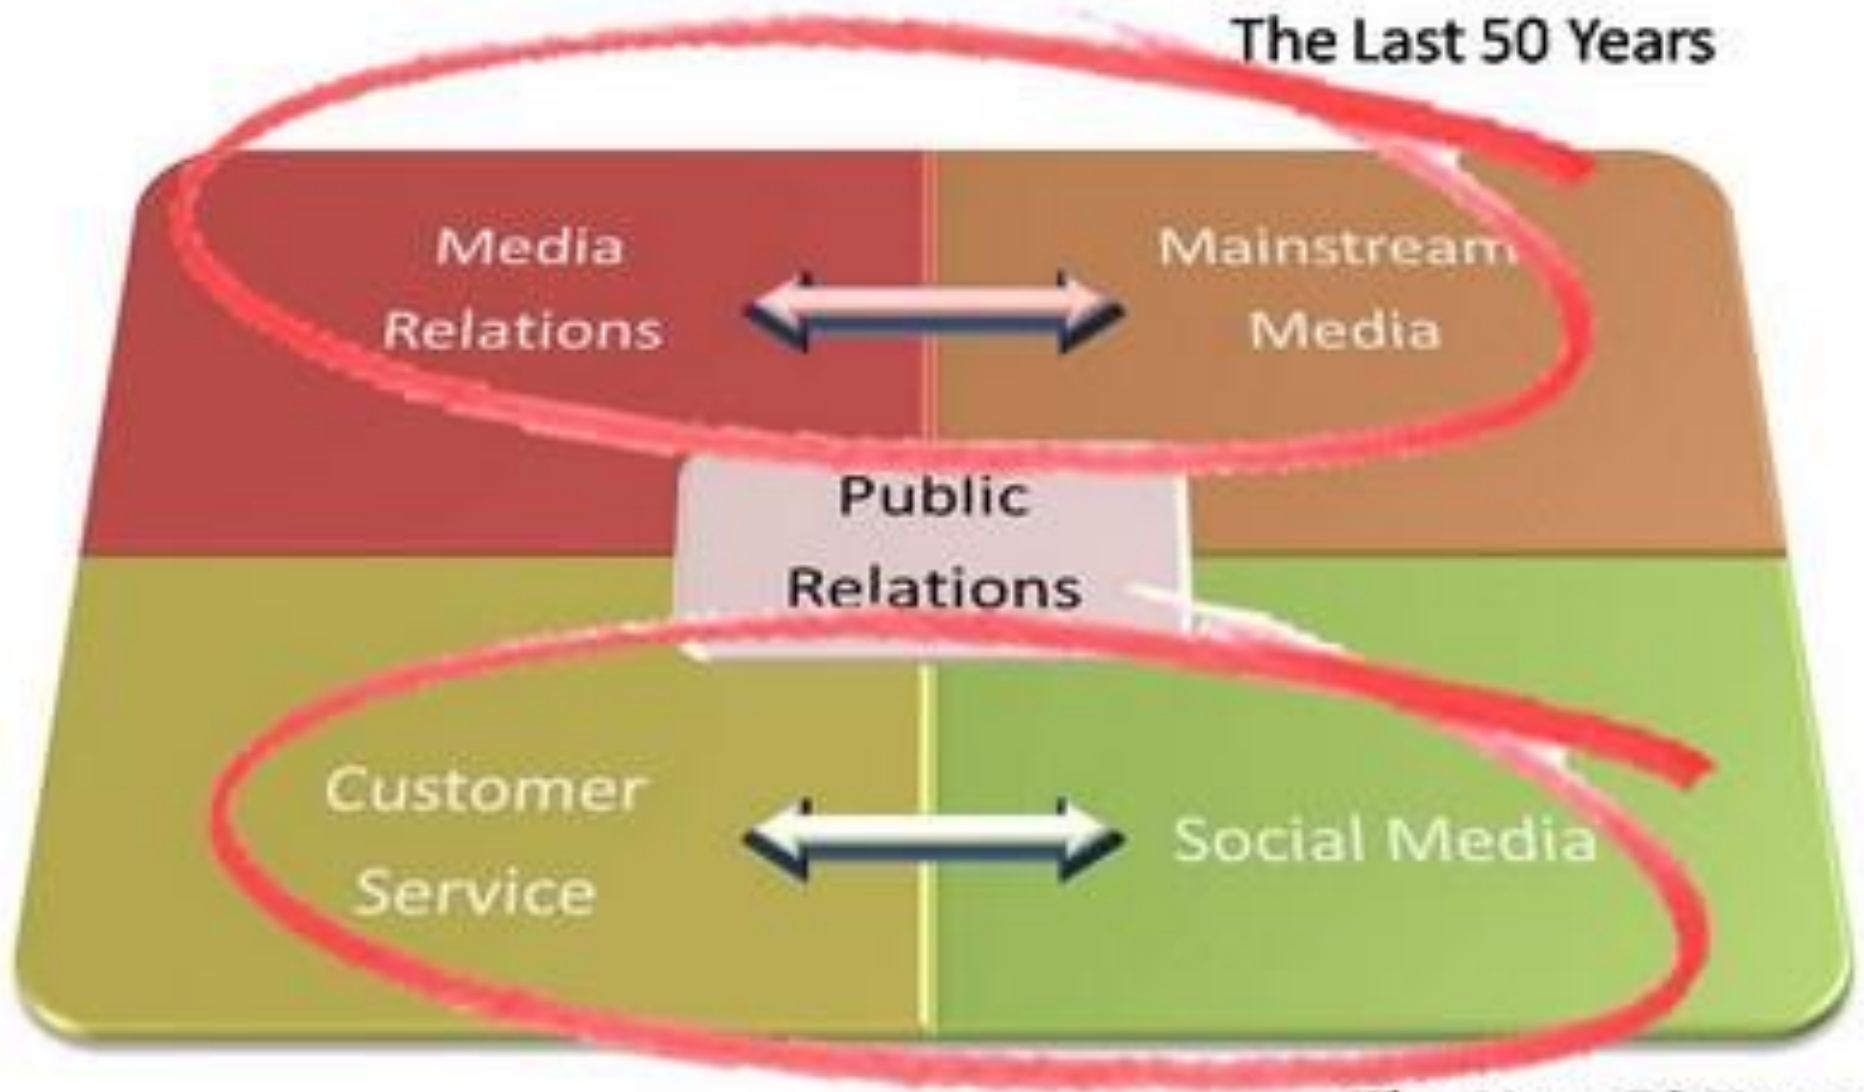 The Last 50 Years
Media
Relations
Mainstream
Media
Public
Relations
Customer
Service
Social Media